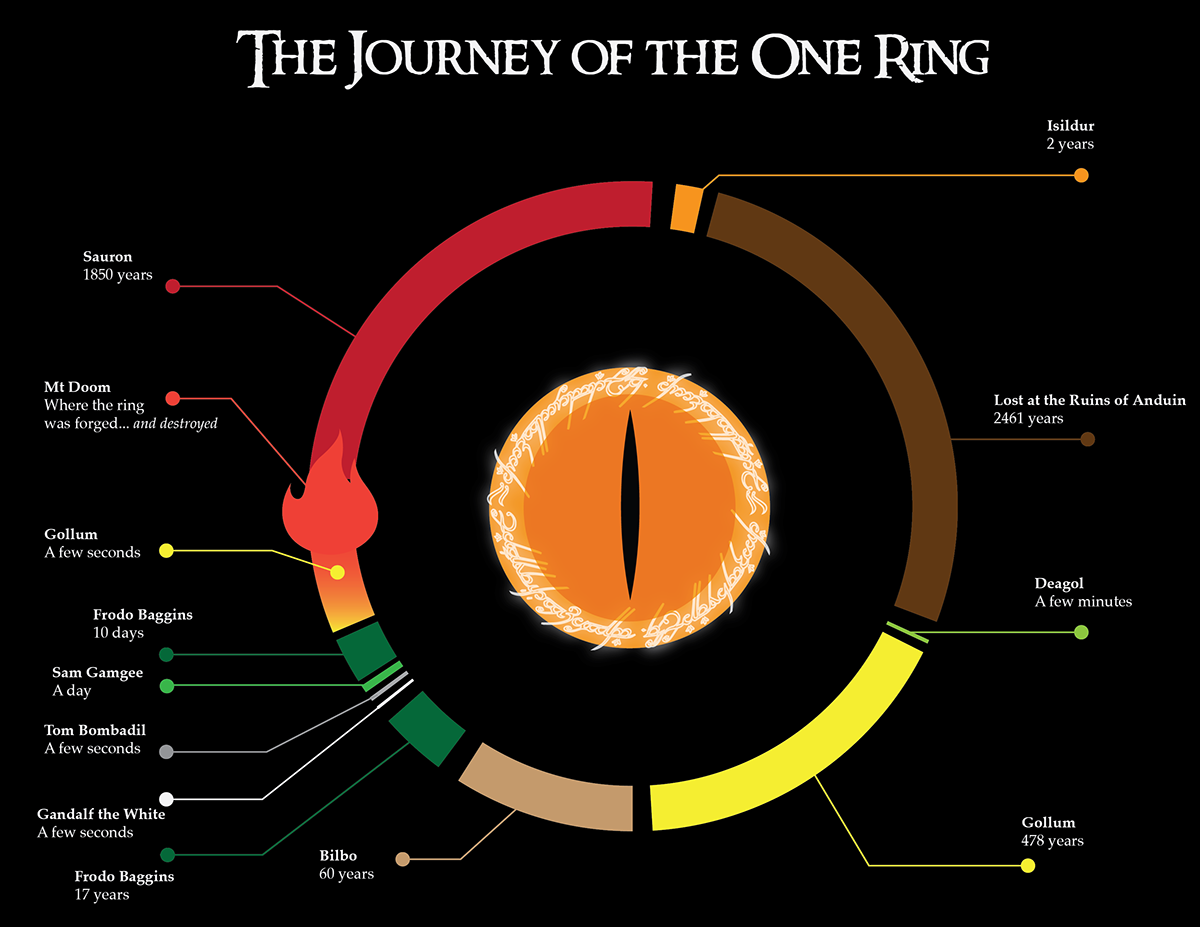 THE JOURNEY OF THE ONE RING
Isildur
2 years
Sauron
1850 years
Mt Doom
Where the ring
was forged... and destroyed
Lost at the Ruins of Anduin
2461 years
Gollum
A few seconds
Deagol
A few minutes
Frodo Baggins
10 days
Sam Gamgee
A day
Tom Bombadil
A few seconds
Gandalf the White
A few seconds
Frodo Baggins
17 years
Bilbo
60 years
Gollum
478 years